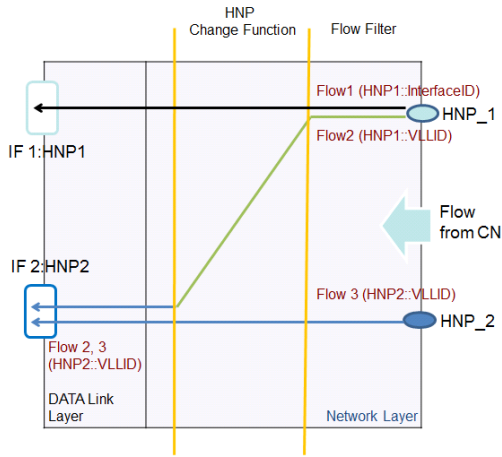 HNP
Change Function
Flow Filter
Flow1 (HNP1::InterfaceID)
HNP_1
Flow2 (HNP1::VLLID)
IF 1:HNP1
Flow
from CN
IF 2:HNP2
Flow 3 (HNP2::VLLID)
HNP_2
Flow 2, 3
(HNP2::VLLID)
DATA Link
Layer
Network Layer